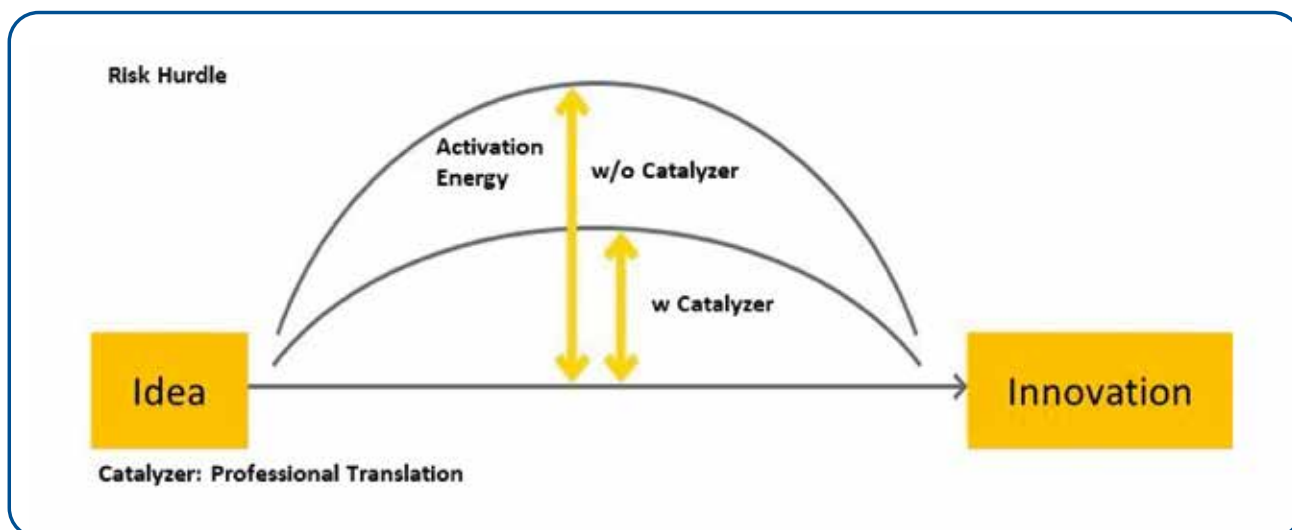 Risk Hurdle
Activation
Energy
w/o Catalyzer
w Catalyzer
Idea
Innovation
Catalyzer: Professional Translation